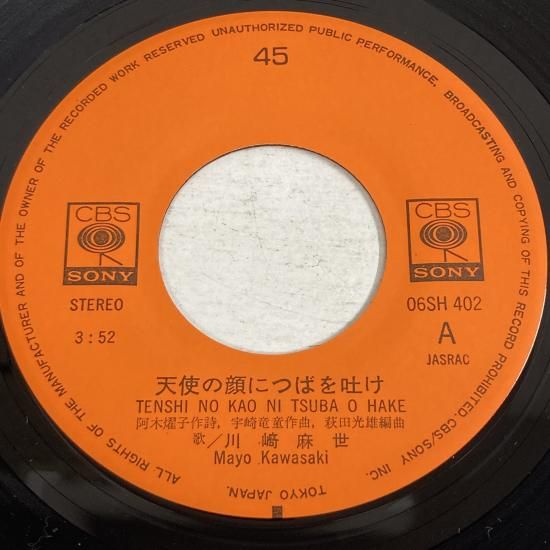 ALL RIGHTS OF THE MANUFACTURER AND OF THE OWNER OF THE RECORDED WORK RESERVED UNAUTHORIZED PUBLIC PERFORMANCE, BROADCASTING AND COPYING OF THIS RECORD PROHIBITED. CBS/SONY INC. TOKYO JAPAN.
45
CBS
SONY
CBS
SONY
STEREO
06SH 402
3:52
A
JASRAC
天使の顔につばを吐け
TENSHI NO KAO NI TSUBA O HAKE
阿木燿子作詩, 宇崎竜童作曲, 萩田光雄編曲
歌／川﨑麻世
Mayo Kawasaki